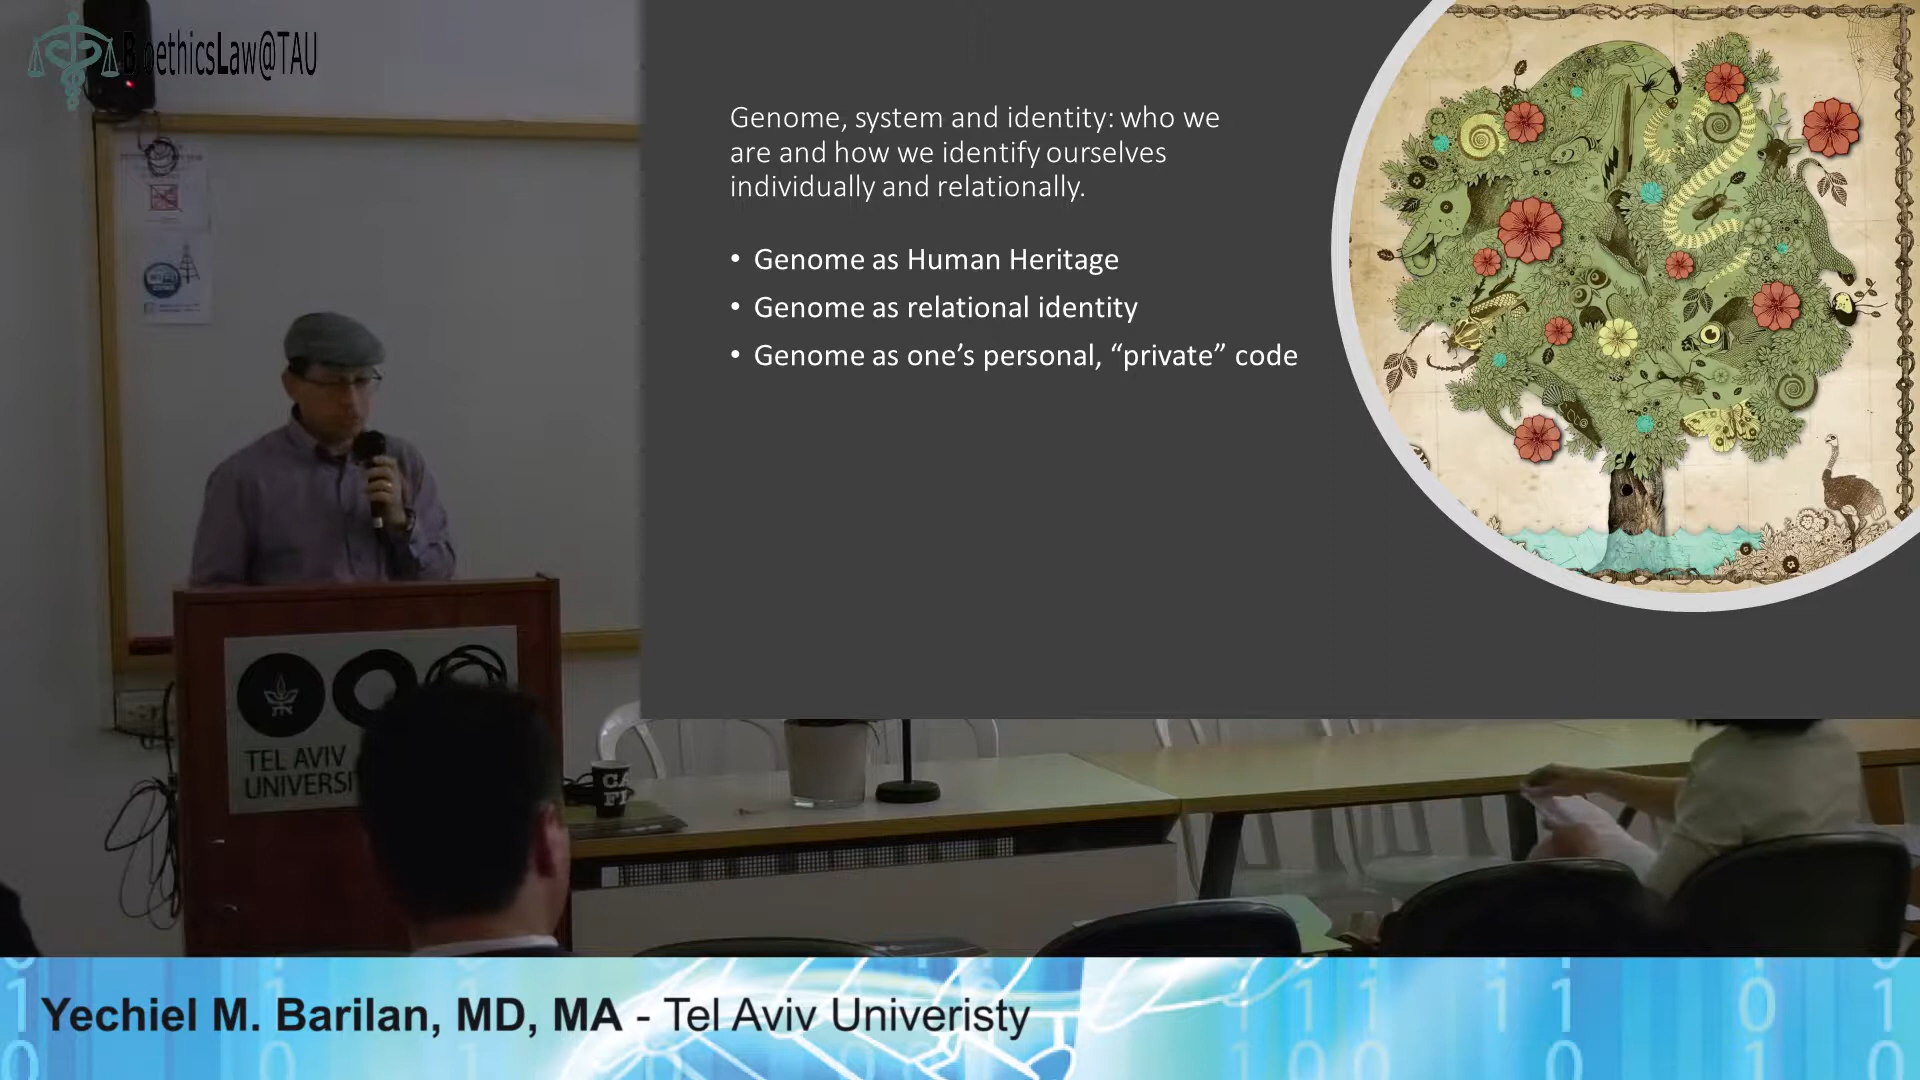 BioethicsLaw@TAU
Genome, system and identity: who we
are and how we identify ourselves
individually and relationally.
• Genome as Human Heritage
• Genome as relational identity
• Genome as one’s personal, “private” code
TEL AVIV
UNIVERSI
CA
FI
Yechiel M. Barilan, MD, MA - Tel Aviv Univeristy